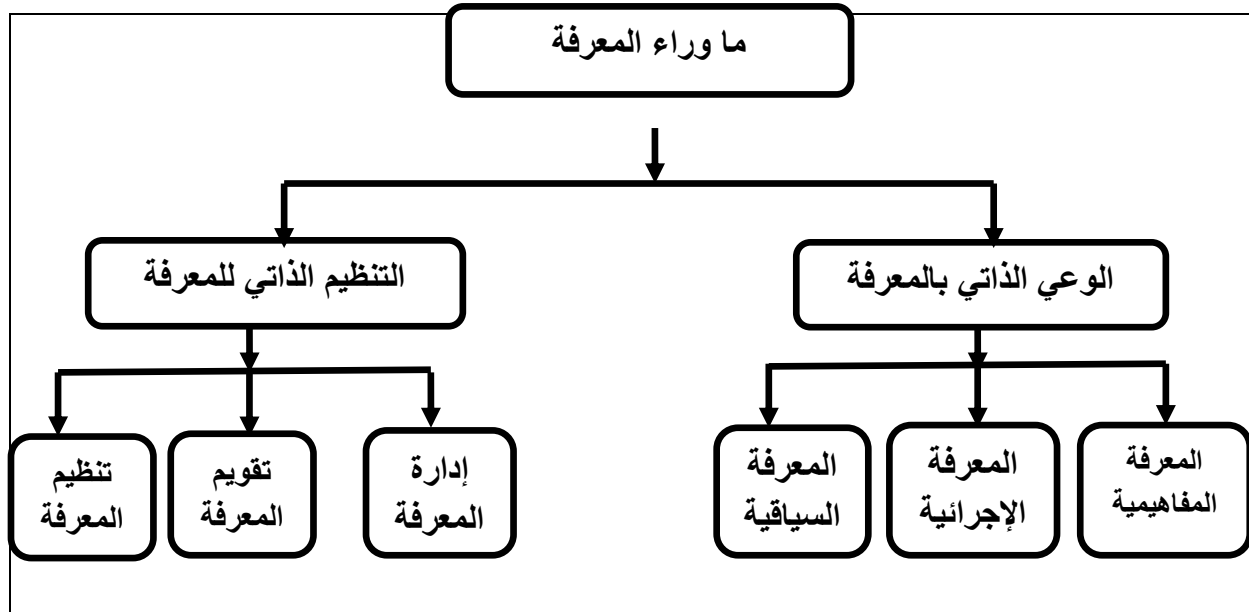 ما وراء المعرفة
الوعي الذاتي بالمعرفة
التنظيم الذاتي للمعرفة
المعرفة
المفاهيمية
المعرفة
الإجرائية
المعرفة
السياقية
إدارة
المعرفة
تقويم
المعرفة
تنظيم
المعرفة